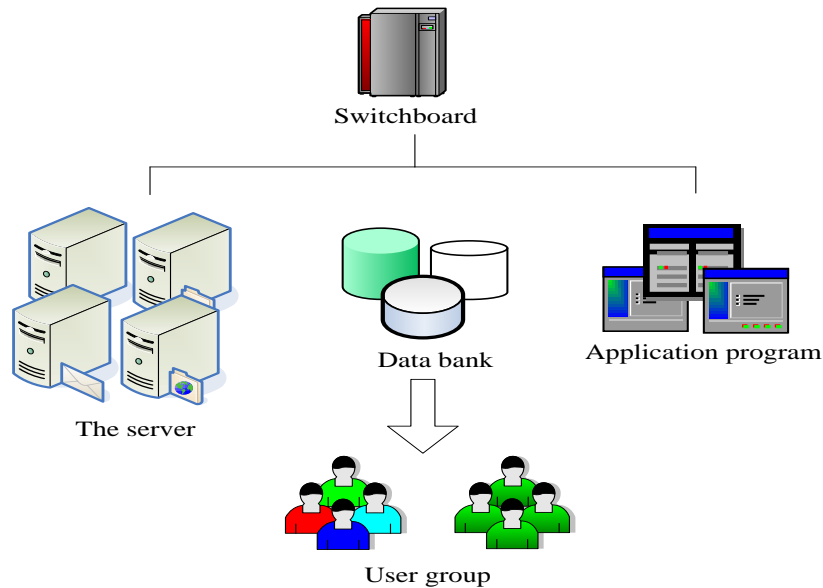 Switchboard
Data bank
Application program
The server
User group